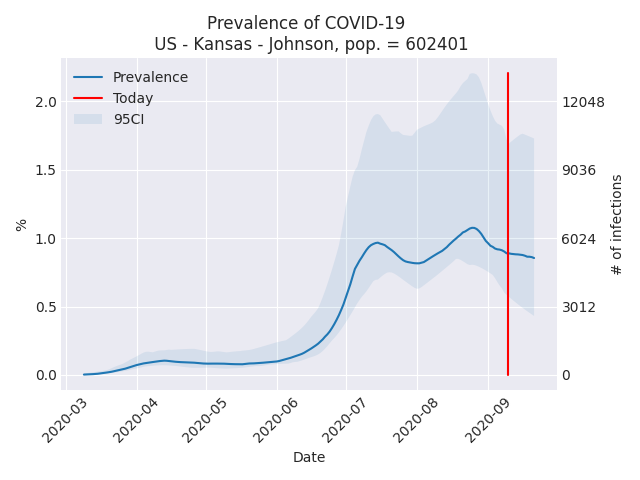 Prevalence of COVID-19
US - Kansas - Johnson, pop. = 602401
Prevalence
Today
95CI
2.0
1.5
1.0
0.5
0.0
%
12048
9036
6024
3012
0
# of infections
2020-03
2020-04
2020-05
2020-06
2020-07
2020-08
2020-09
Date